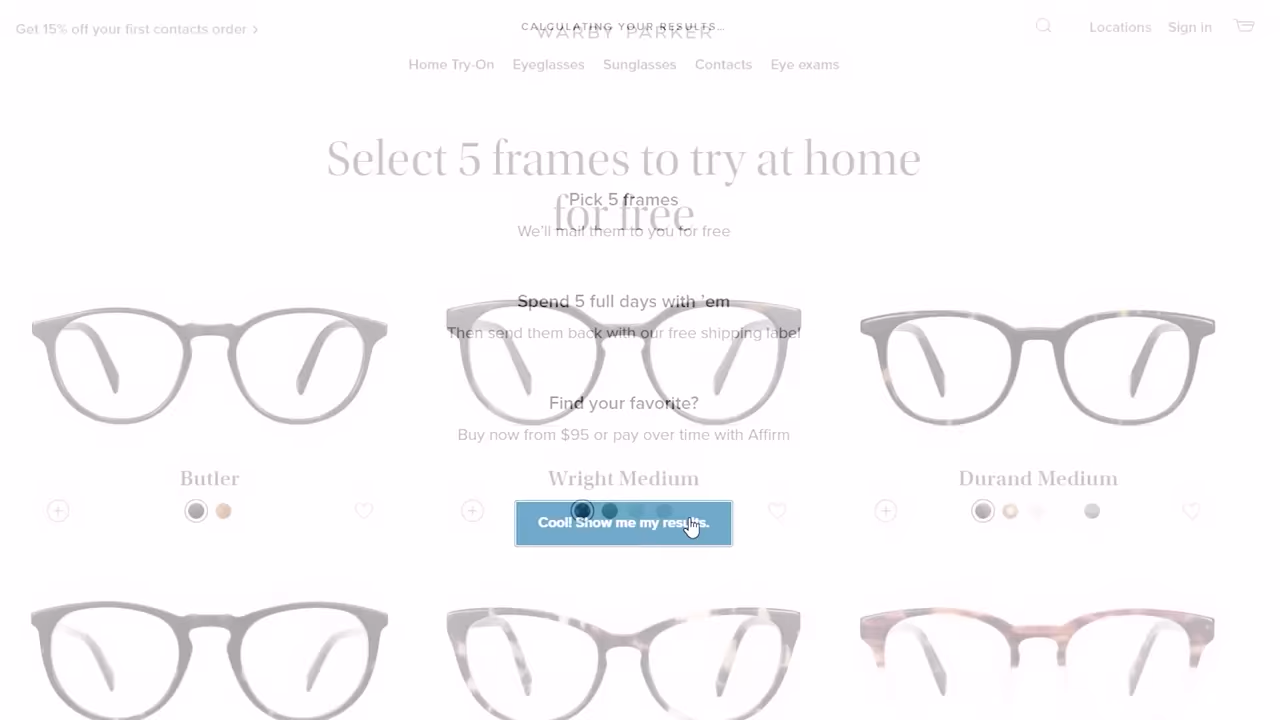 Get 15% off your first contacts order ›
CALCULATING YOUR RESULTS...
WARBY PARKER
Locations Sign in
Home Try-On Eyeglasses Sunglasses Contacts Eye exams
Select 5 frames to try at home
for free
Pick 5 frames
We'll mail them to you for free
Spend 5 full days with 'em
Then send them back with our free shipping label
Find your favorite?
Buy now from $95 or pay over time with Affirm
Butler
Wright Medium
Durand Medium
Cool! Show me my results.